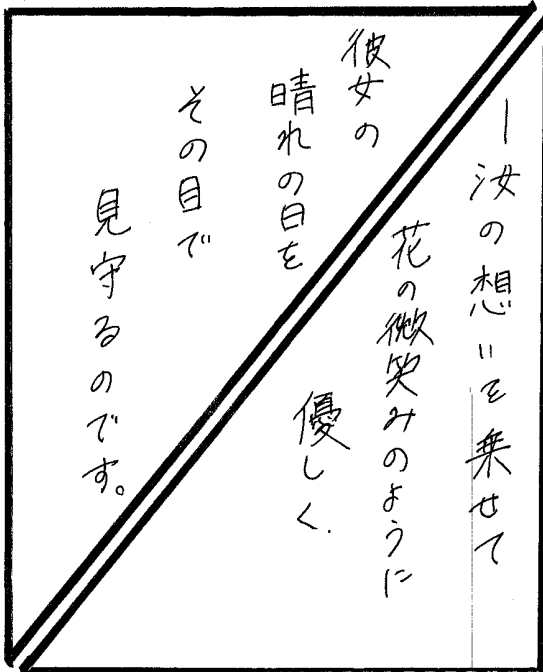 ―汝の想いを乗せて
花の微笑みのように
優しく.
彼女の
晴れの日を
その目で
見守るのです。